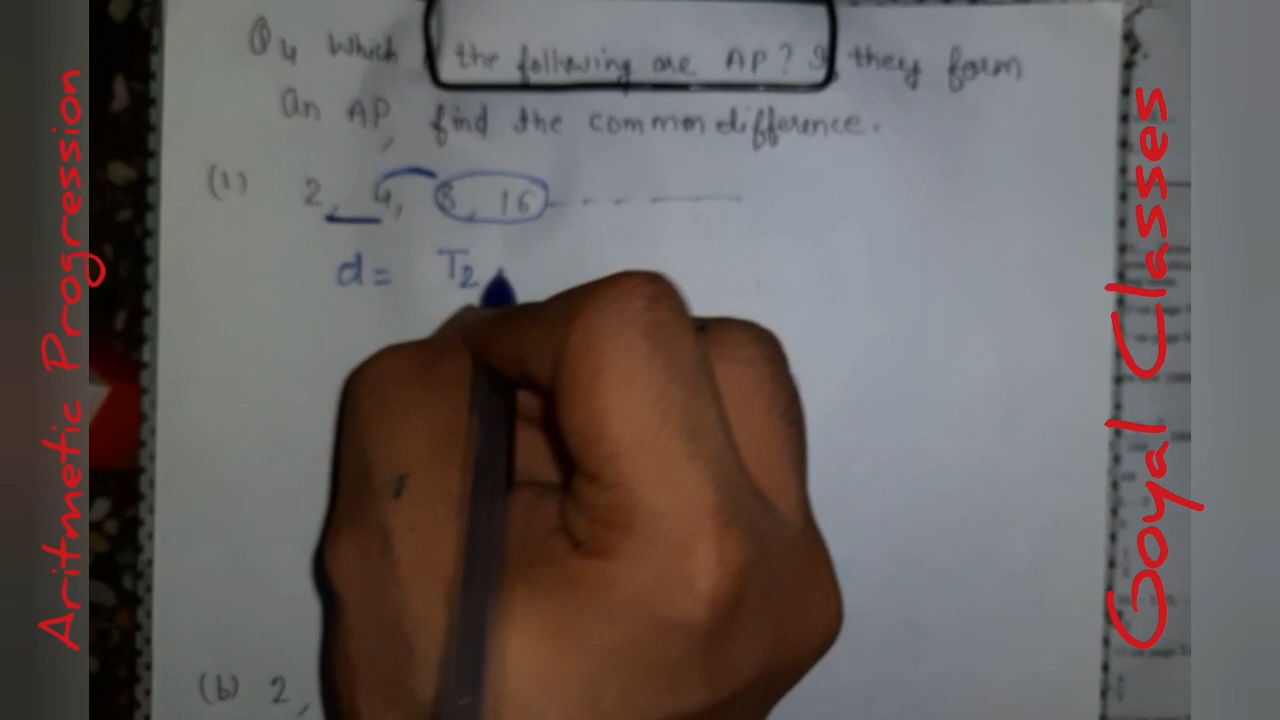 Aritmetic Progression
Q4 Which the following are AP? If they form
an AP, find the common difference.
(1) 2, 4, 8, 16
d = T2
(b) 2,
Goyal Classes